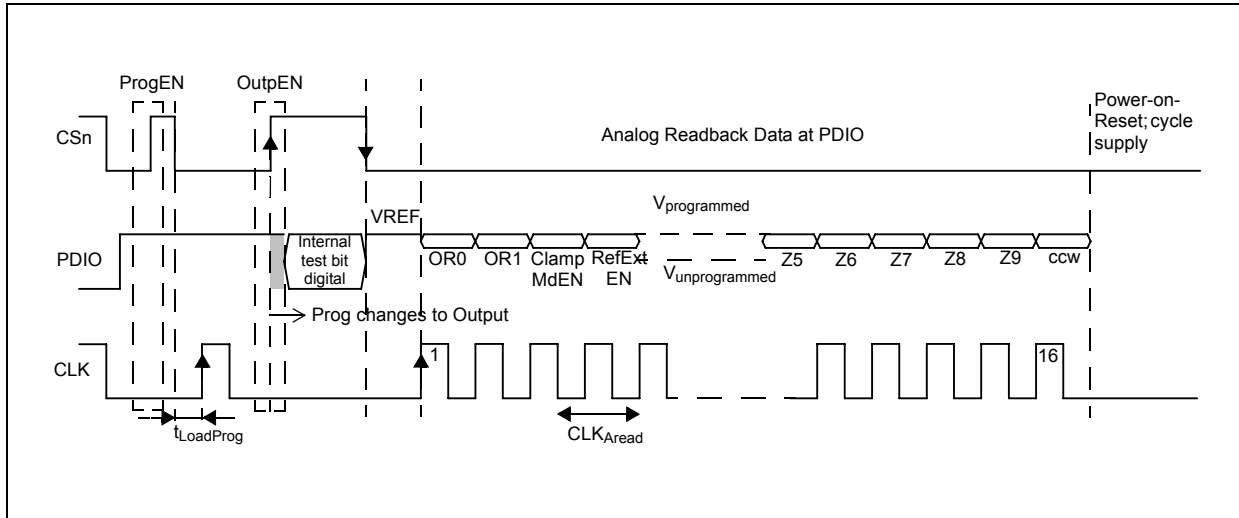 ProgEN
OutpEN
Power-on-
Reset; cycle
supply
CSn
Analog Readback Data at PDIO
VREF
Vprogrammed
PDIO
Internal
test bit
digital
OR0
OR1
Clamp
MdEN
RefExt
EN
Vunprogrammed
Z5
Z6
Z7
Z8
Z9
ccw
Prog changes to Output
CLK
1
16
tLoadProg
CLKAread